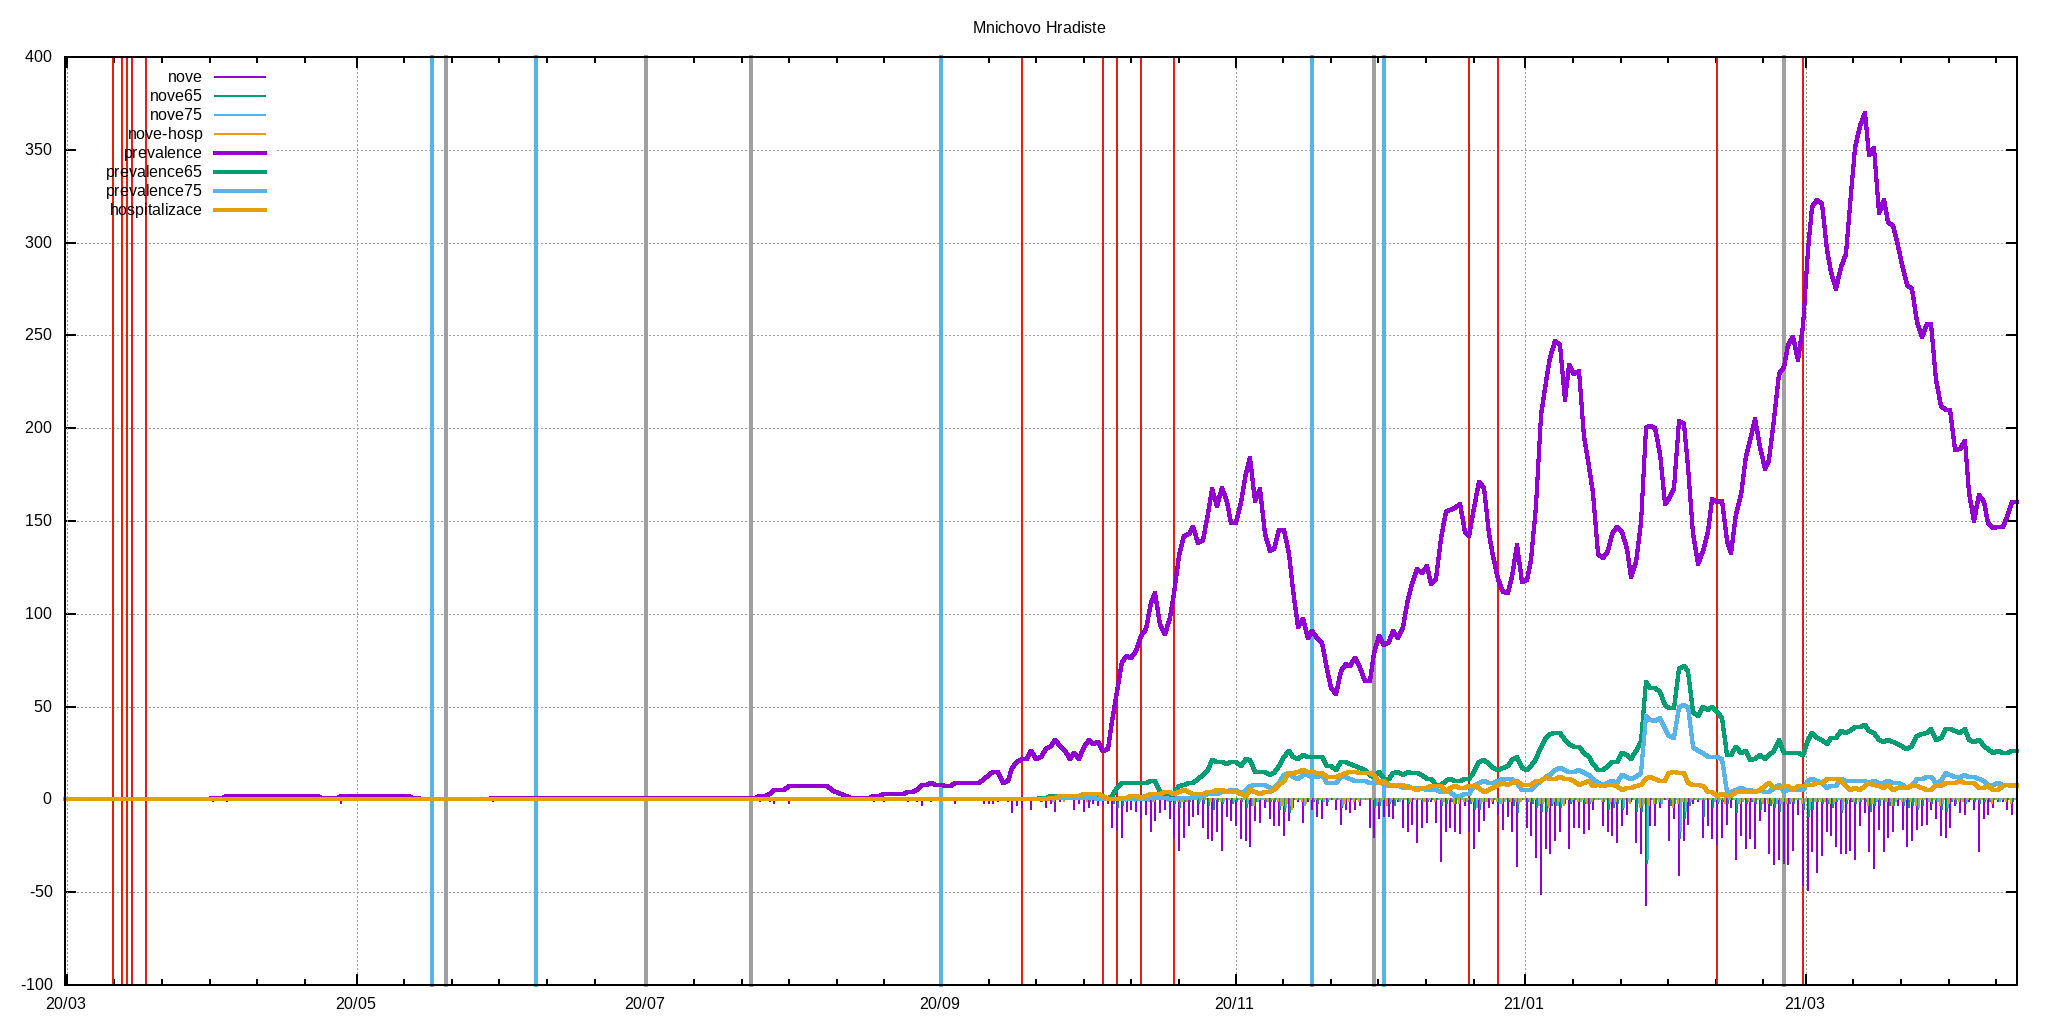 Mnichovo Hradiste
400
350
300
250
200
150
100
50
0
-50
-100
nove
nove65
nove75
nove-hosp
prevalence
prevalence65
prevalence75
hospitalizace
20/03 20/05 20/07 20/09 20/11 21/01 21/03